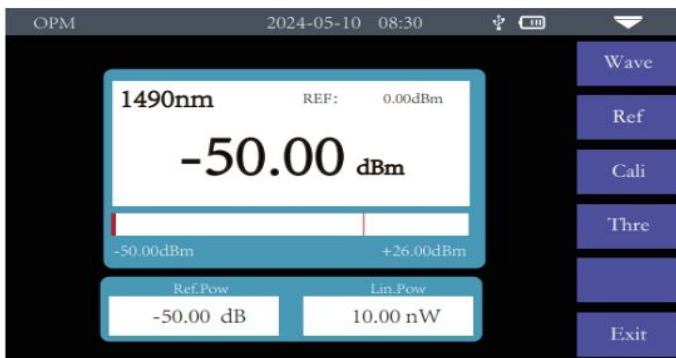 OPM 2024-05-10 08:30
Wave
1490nm REF: 0.00dBm
Ref
-50.00 dBm
Cali
Thre
-50.00dBm +26.00dBm
Ref.Pow Lin.Pow
-50.00 dB 10.00 nW
Exit